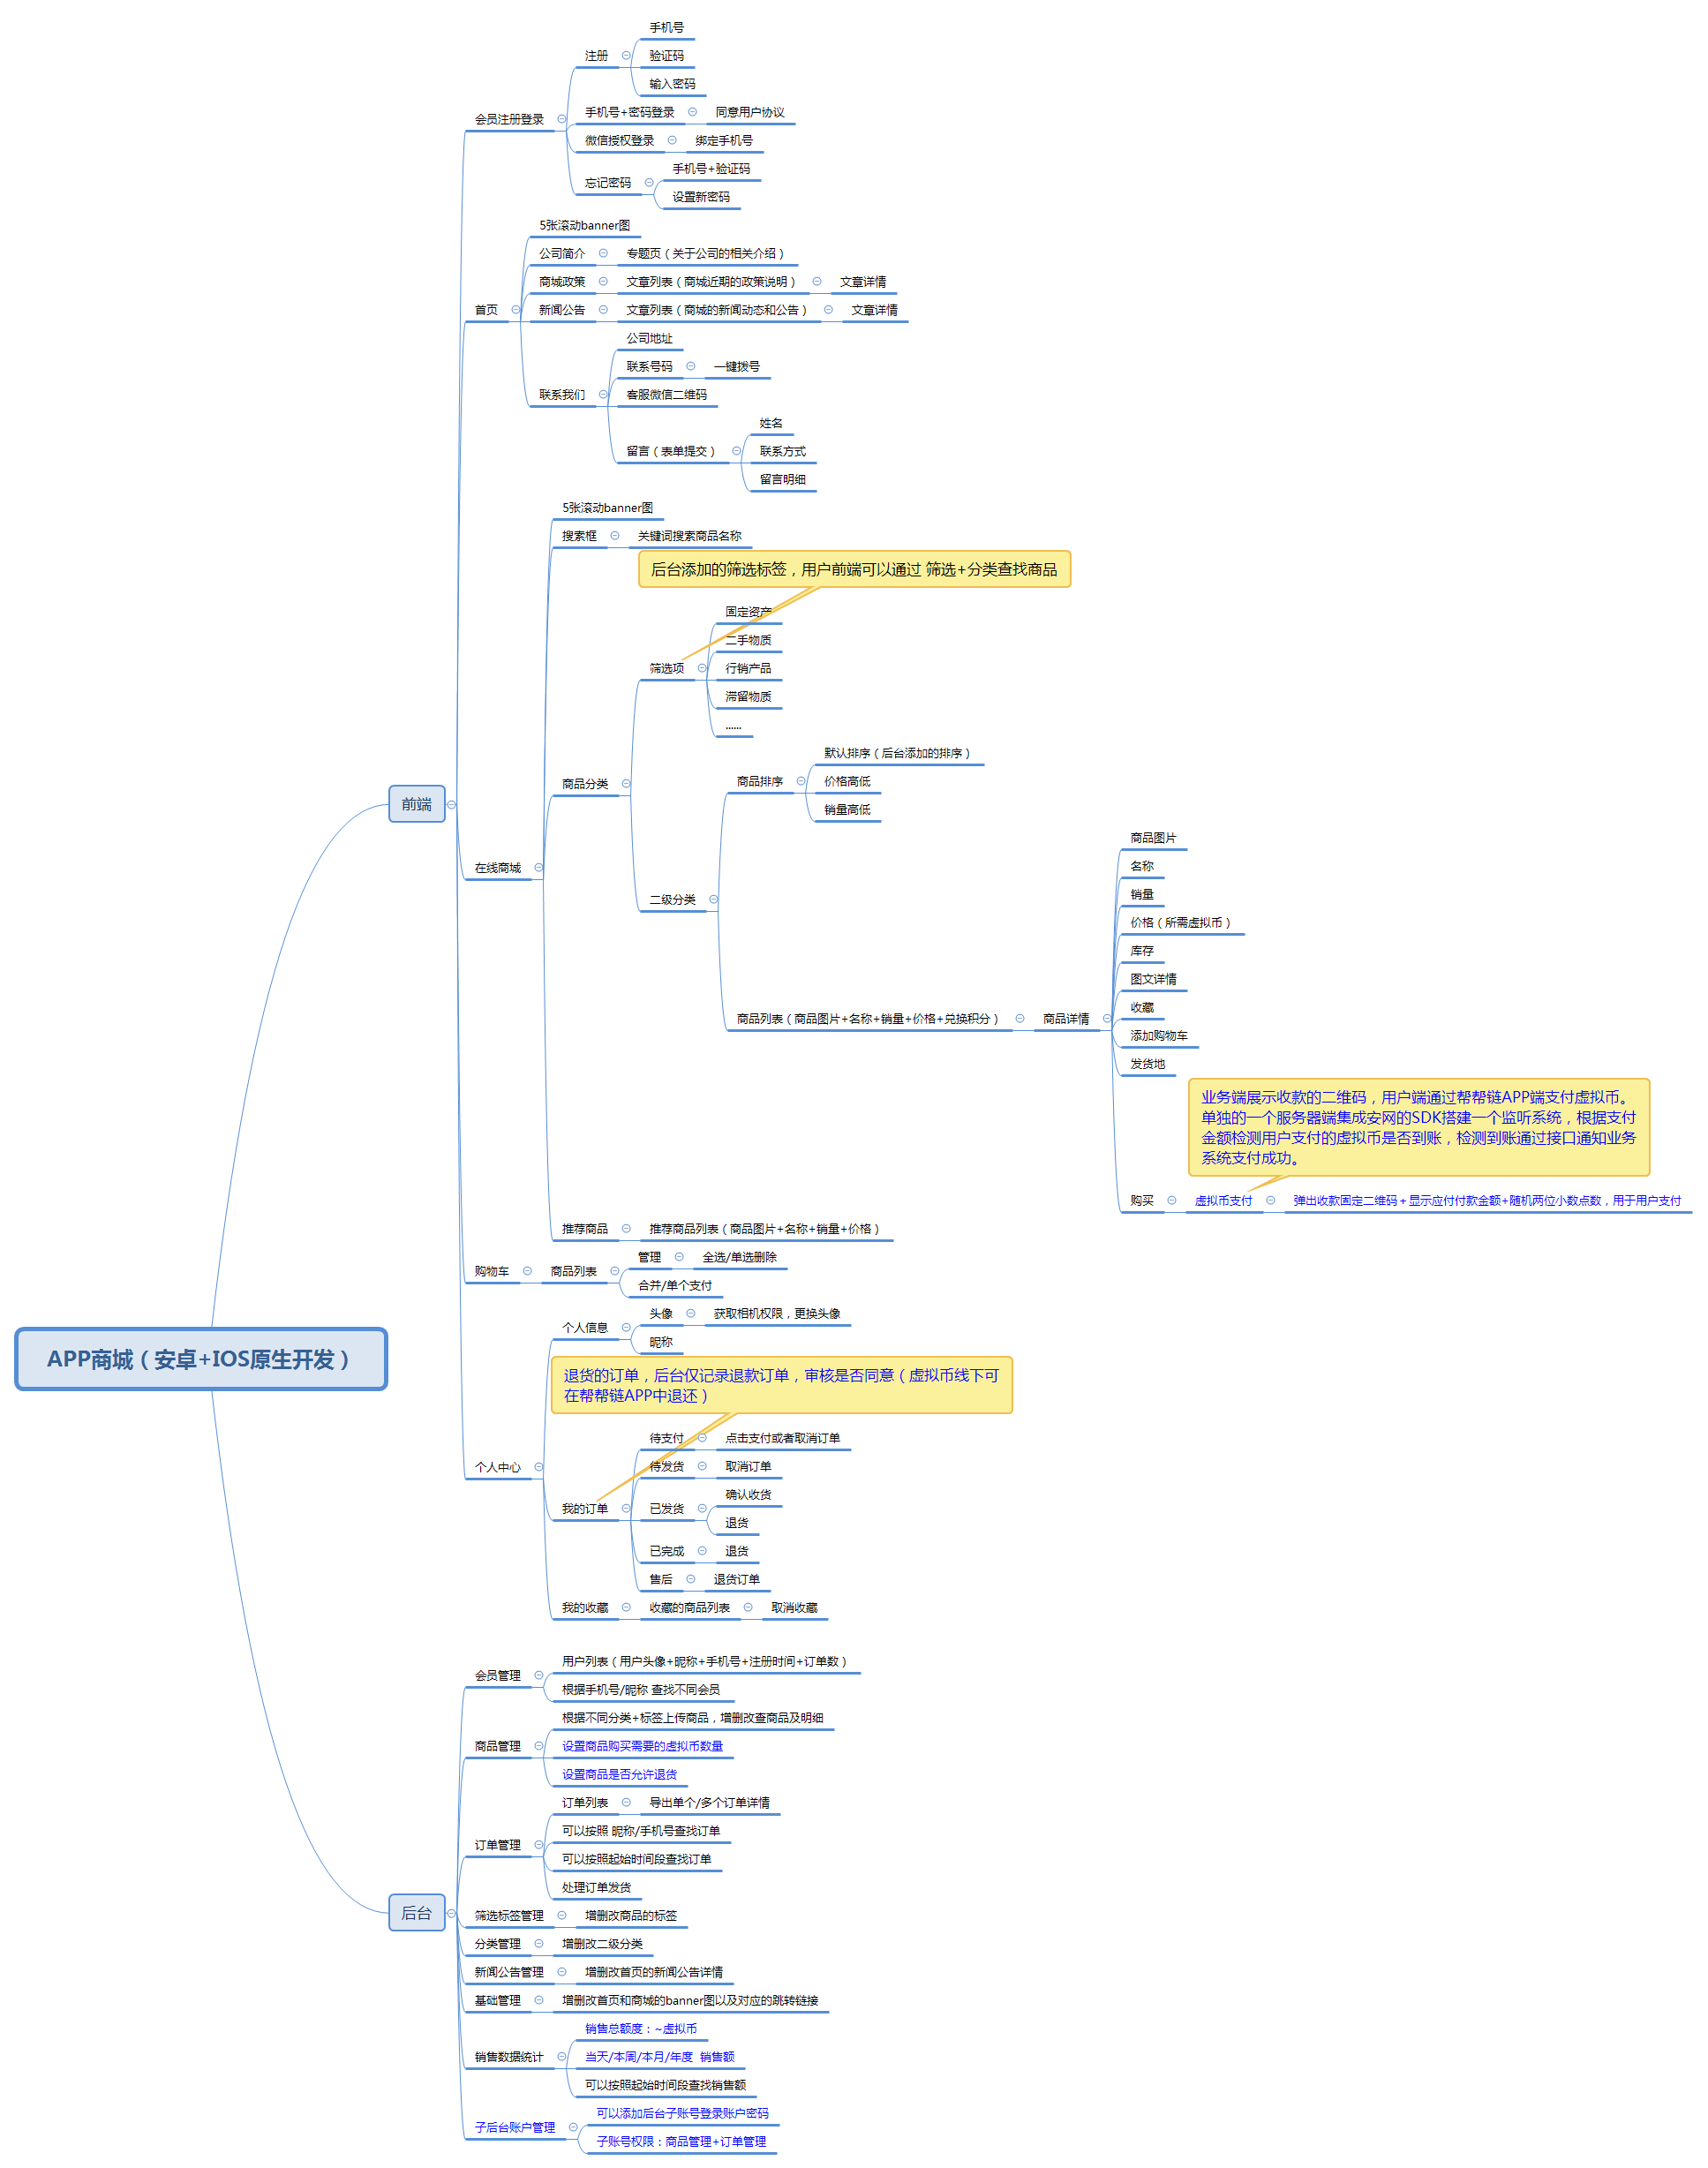 APP商城（安卓+IOS原生开发）
前端
会员注册登录
注册
手机号
验证码
输入密码
手机号+密码登录
同意用户协议
微信授权登录
绑定手机号
忘记密码
手机号+验证码
设置新密码
首页
5张滚动banner图
公司简介
专题页（关于公司的相关介绍）
商城政策
文章列表（商城近期的政策说明）
文章详情
新闻公告
文章列表（商城的新闻动态和公告）
文章详情
联系我们
公司地址
联系号码
一键拨号
客服微信二维码
留言（表单提交）
姓名
联系方式
留言明细
在线商城
5张滚动banner图
搜索框
关键词搜索商品名称
商品分类
后台添加的筛选标签，用户前端可以通过 筛选+分类查找商品
筛选项
固定资产
二手物质
行销产品
滞留物质
......
二级分类
商品排序
默认排序（后台添加的排序）
价格高低
销量高低
商品列表（商品图片+名称+销量+价格+兑换积分）
商品详情
商品图片
名称
销量
价格（所需虚拟币）
库存
图文详情
收藏
添加购物车
发货地
业务端展示收款的二维码，用户端通过帮帮链APP端支付虚拟币。
单独的一个服务器端集成安网的SDK搭建一个监听系统，根据支付
金额检测用户支付的虚拟币是否到账，检测到账通过接口通知业务
系统支付成功。
购买
虚拟币支付
弹出收款固定二维码＋显示应付付款金额+随机两位小数点数，用于用户支付
推荐商品
推荐商品列表（商品图片+名称+销量+价格）
购物车
商品列表
管理
全选/单选删除
合并/单个支付
个人中心
个人信息
头像
获取相机权限，更换头像
昵称
退货的订单，后台仅记录退款订单，审核是否同意（虚拟币线下可
在帮帮链APP中退还）
我的订单
待支付
点击支付或者取消订单
待发货
取消订单
已发货
确认收货
退货
已完成
退货
售后
退货订单
我的收藏
收藏的商品列表
取消收藏
后台
会员管理
用户列表（用户头像+昵称+手机号+注册时间+订单数）
根据手机号/昵称 查找不同会员
商品管理
根据不同分类+标签上传商品，增删改查商品及明细
设置商品购买需要的虚拟币数量
设置商品是否允许退货
订单管理
订单列表
导出单个/多个订单详情
可以按照 昵称/手机号查找订单
可以按照起始时间段查找订单
处理订单发货
筛选标签管理
增删改商品的标签
分类管理
增删改二级分类
新闻公告管理
增删改首页的新闻公告详情
基础管理
增删改首页和商城的banner图以及对应的跳转链接
销售数据统计
销售总额度：~虚拟币
当天/本周/本月/年度 销售额
可以按照起始时间段查找销售额
子后台账户管理
可以添加后台子账号登录账户密码
子账号权限：商品管理+订单管理